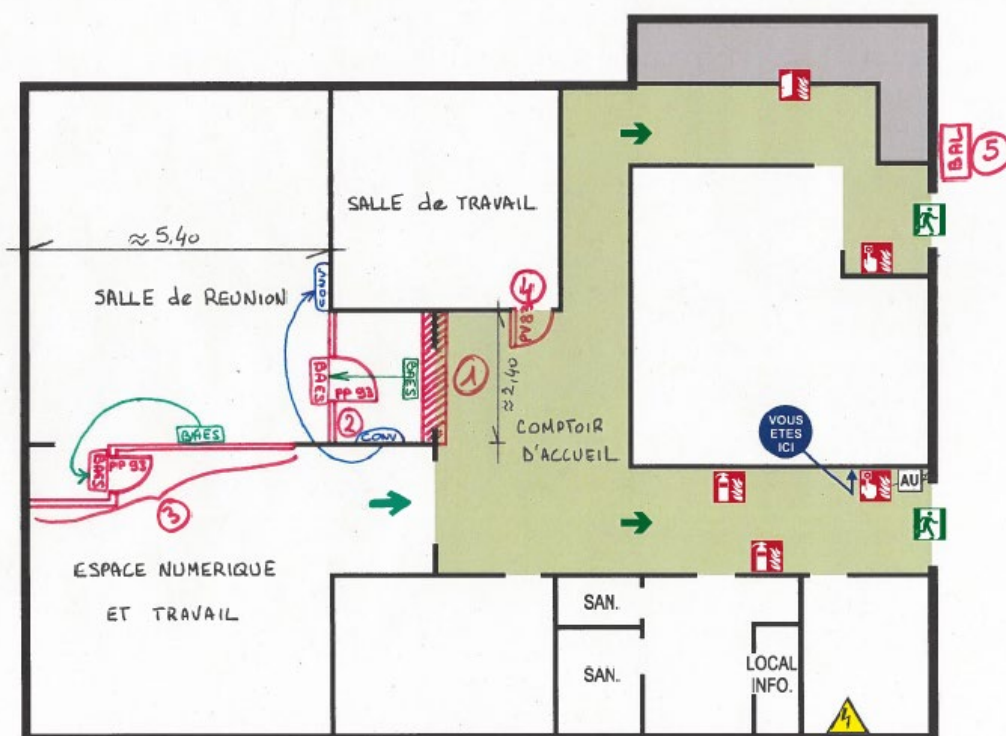 BAL
5
SALLE de TRAVAIL
≈ 5,40
SALLE de REUNION
CONV
4
PV83
BAES
PP 93
BAES
1
≈2,40
2
CONV
COMPTOIR
D'ACCUEIL
VOUS
ETES
ICI
BAES
BAES
PP 93
AU
3
ESPACE NUMERIQUE
ET TRAVAIL
SAN.
SAN.
LOCAL
INFO.